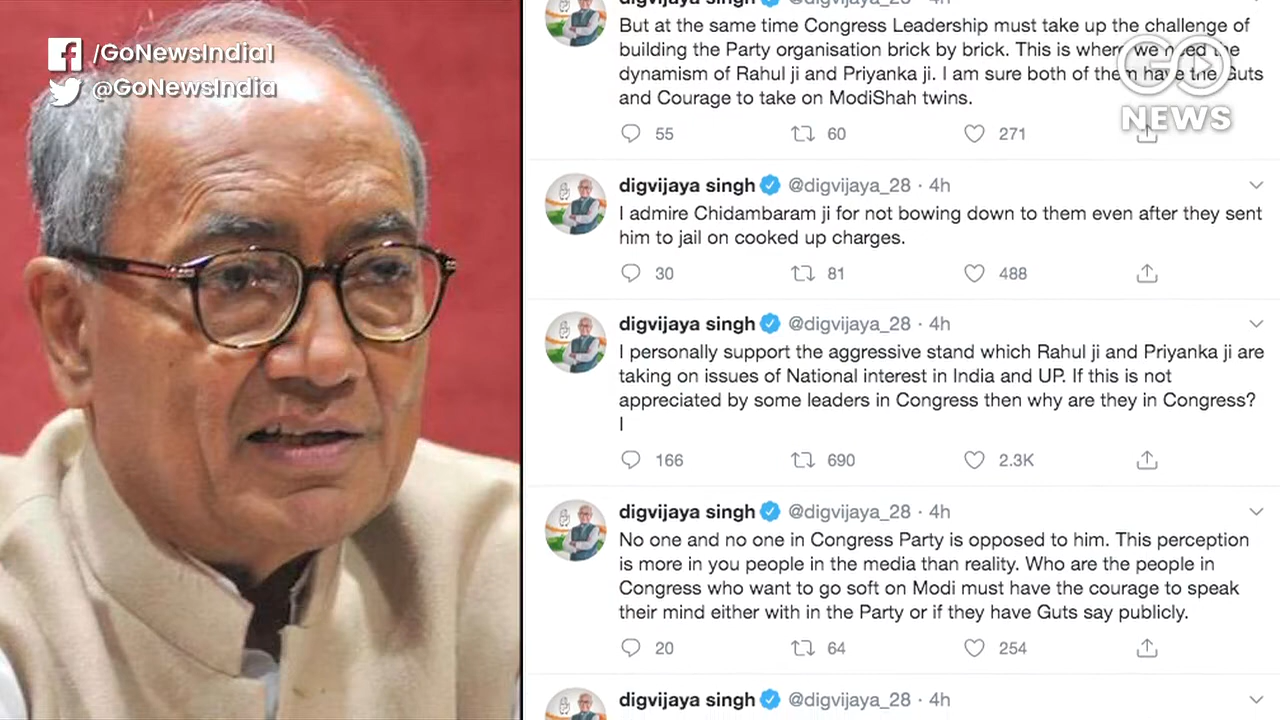 /GoNewsIndia1
@GoNewsIndia
GO
NEWS
digvijaya singh @digvijaya_28 · 4h
But at the same time Congress Leadership must take up the challenge of
building the Party organisation brick by brick. This is where we need the
dynamism of Rahul ji and Priyanka ji. I am sure both of them have the Guts
and Courage to take on ModiShah twins.
55 60 271
digvijaya singh @digvijaya_28 · 4h
I admire Chidambaram ji for not bowing down to them even after they sent
him to jail on cooked up charges.
30 81 488
digvijaya singh @digvijaya_28 · 4h
I personally support the aggressive stand which Rahul ji and Priyanka ji are
taking on issues of National interest in India and UP. If this is not
appreciated by some leaders in Congress then why are they in Congress?
I
166 690 2.3K
digvijaya singh @digvijaya_28 · 4h
No one and no one in Congress Party is opposed to him. This perception
is more in you people in the media than reality. Who are the people in
Congress who want to go soft on Modi must have the courage to speak
their mind either with in the Party or if they have Guts say publicly.
20 64 254
digvijaya singh @digvijaya_28 · 4h